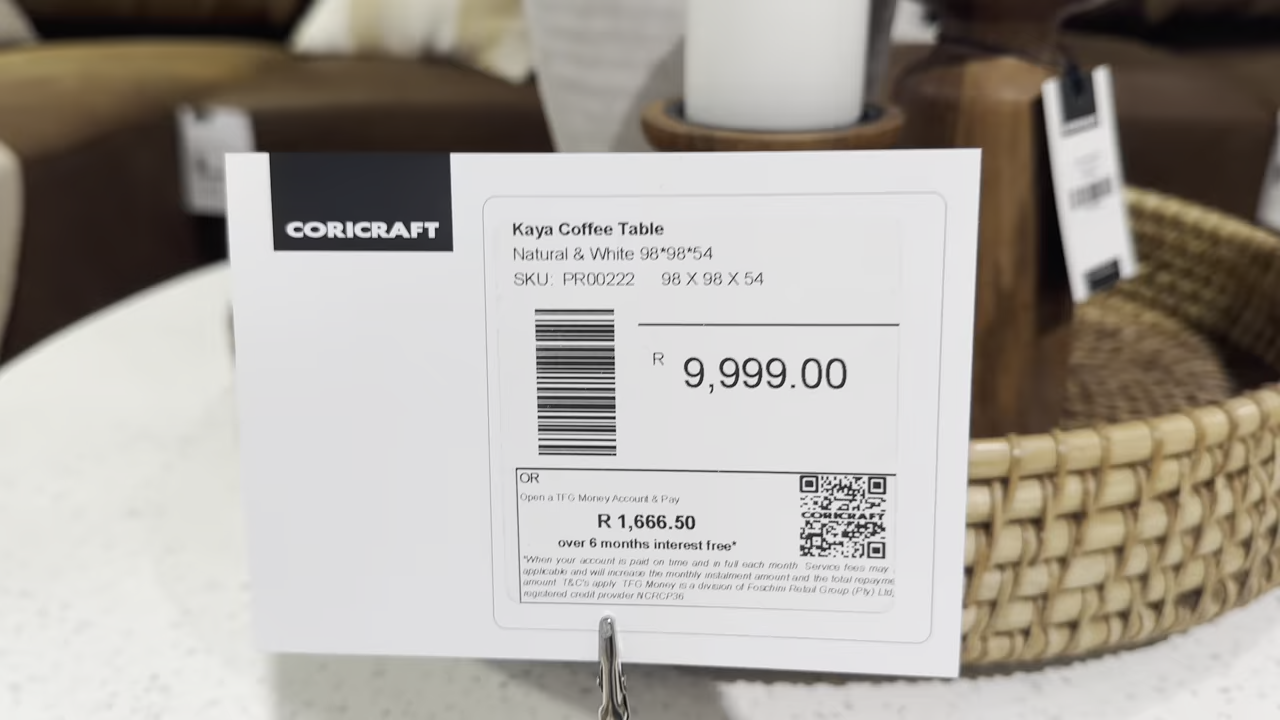 CORICRAFT
Kaya Coffee Table
Natural & White 98*98*54
SKU: PR00222 98 X 98 X 54
R 9,999.00
OR
Open a TFG Money Account & Pay
R 1,666.50
over 6 months interest free*
CORICRAFT
*When your account is paid on time and in full each month. Service fees may
applicable and will increase the monthly instalment amount and the total repayme
amount. T&C's apply. TFG Money is a division of Foschini Retail Group (Pty) Ltd,
registered credit provider NCRCP36